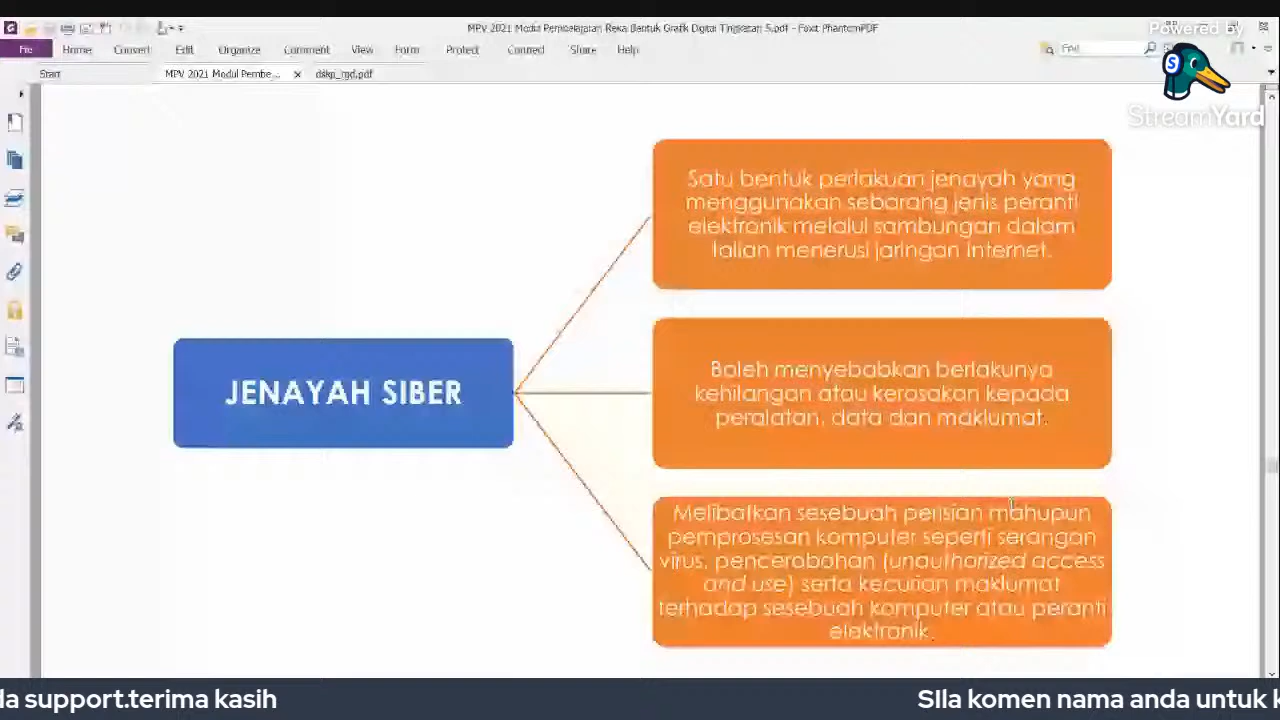 MPV 2021 Modul Pembelajaran Reka Bentuk Grafik Digital Tingkatan 5.pdf - Foxit PhantomPDF
File Home Convert Edit Organize Comment View Form Protect Connect Share Help Find
Start MPV 2021 Modul Pembe... dskp_rgd.pdf
Powered by
StreamYard
Satu bentuk perlakuan jenayah yang
menggunakan sebarang jenis peranti
elektronik melalui sambungan dalam
talian menerusi jaringan Internet.
JENAYAH SIBER
Boleh menyebabkan berlakunya
kehilangan atau kerosakan kepada
peralatan, data dan maklumat.
Melibatkan sesebuah perisian mahupun
pemprosesan komputer seperti serangan
virus, pencerobohan (unauthorized access
and use) serta kecurian maklumat
terhadap sesebuah komputer atau peranti
elektronik.
da support.terima kasih
SIla komen nama anda untuk k